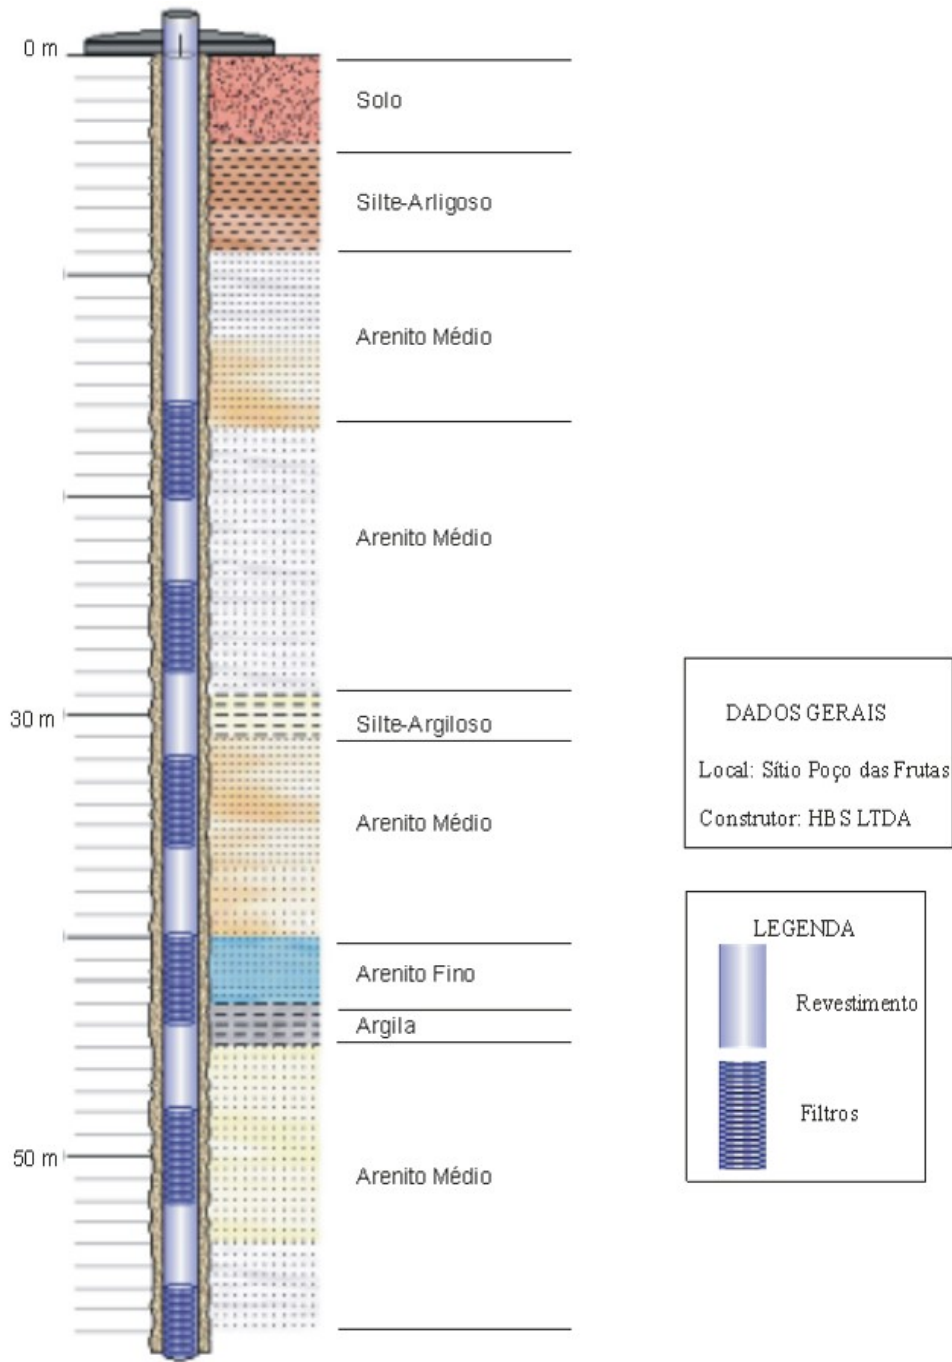 0 m
Solo
Silte-Arligoso
Arenito Médio
Arenito Médio
30 m
Silte-Argiloso
Arenito Médio
Arenito Fino
Argila
50 m
Arenito Médio
DADOS GERAIS
Local: Sítio Poço das Frutas
Construtor: HBS LTDA
LEGENDA
Revestimento
Filtros